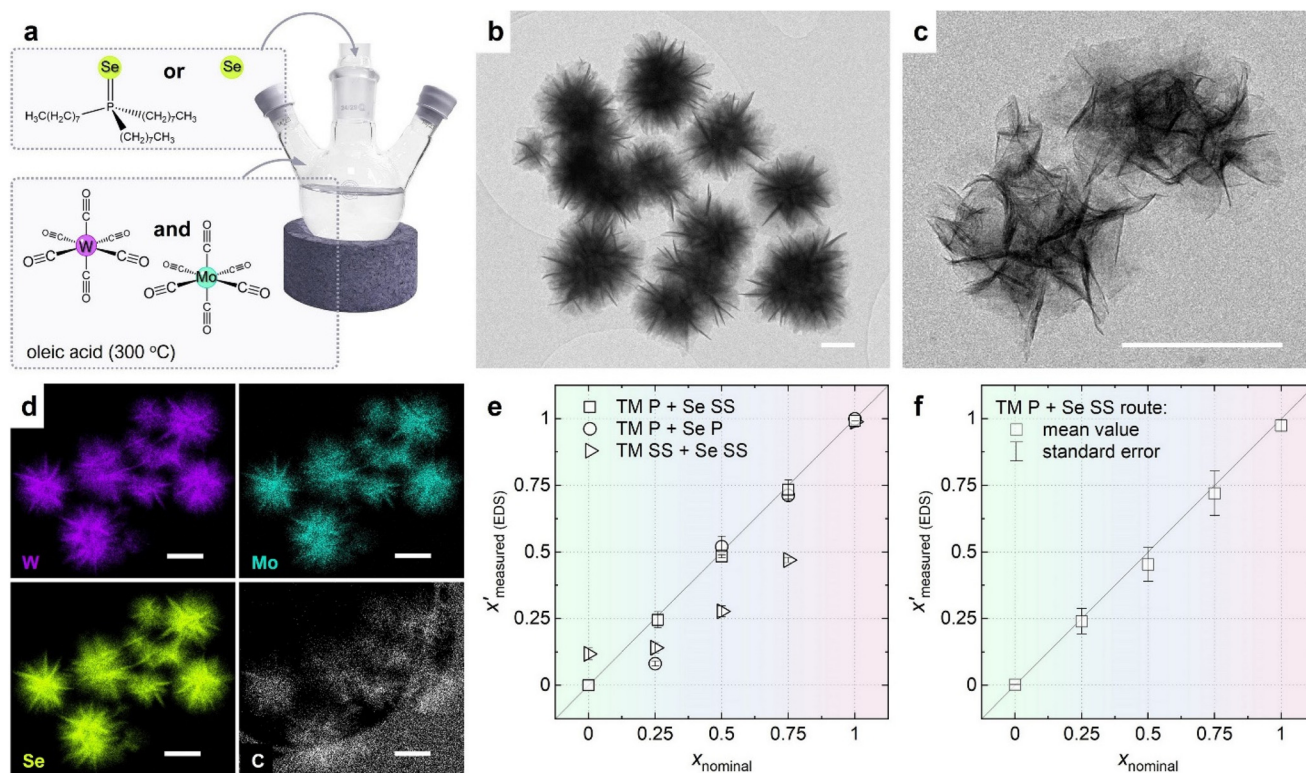 a
Se
or
Se
P
H3C(H2C)7
(CH2)7CH3
(CH2)7CH3
O
C
O
C
C
O
W
O
C
C
O
C
O
and
O
C
O
C
C
O
Mo
O
C
C
O
C
O
oleic acid (300 °C)
b
c
d
W
Mo
Se
C
e
TM P + Se SS
TM P + Se P
TM SS + Se SS
1
0.75
0.5
0.25
0
x'measured (EDS)
0
0.25
0.5
0.75
1
xnominal
f
TM P + Se SS route:
mean value
standard error
1
0.75
0.5
0.25
0
x'measured (EDS)
0
0.25
0.5
0.75
1
xnominal